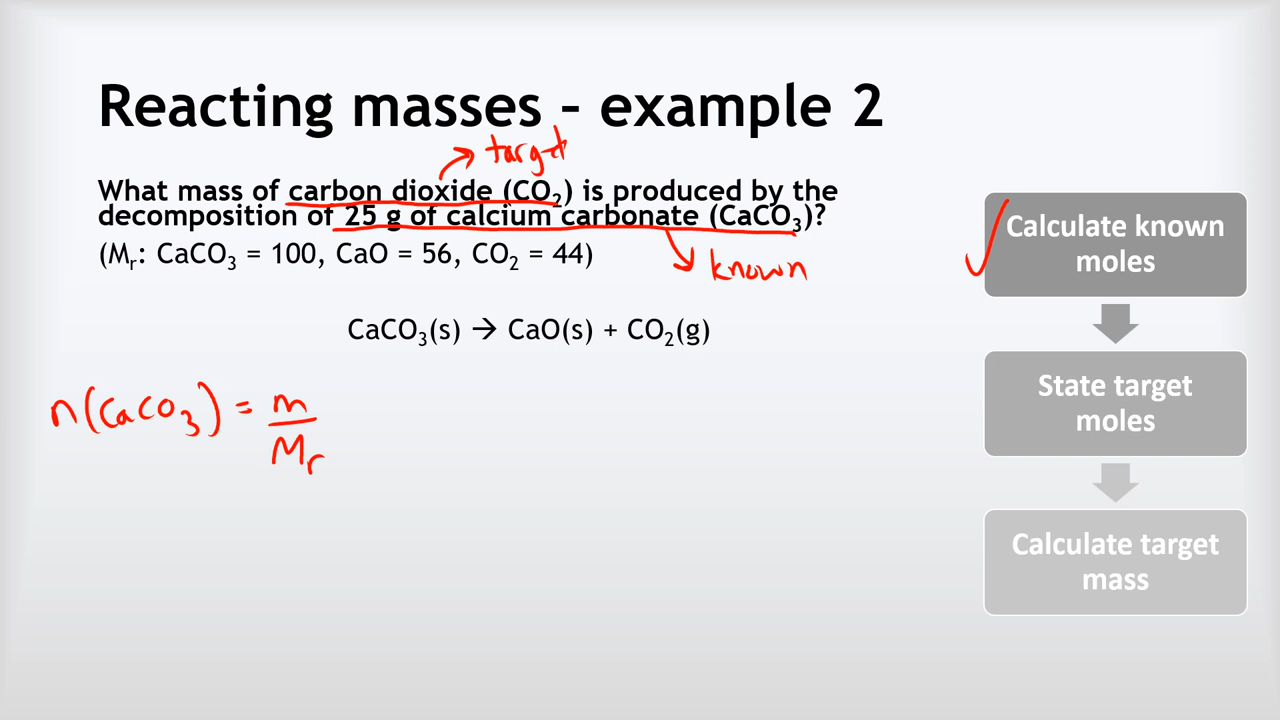 Reacting masses – example 2
target
What mass of carbon dioxide (CO₂) is produced by the
decomposition of 25 g of calcium carbonate (CaCO₃)?
(Mᵣ: CaCO₃ = 100, CaO = 56, CO₂ = 44)
known
CaCO₃(s) → CaO(s) + CO₂(g)
n(CaCO₃) = m
Mᵣ
Calculate known
moles
State target
moles
Calculate target
mass